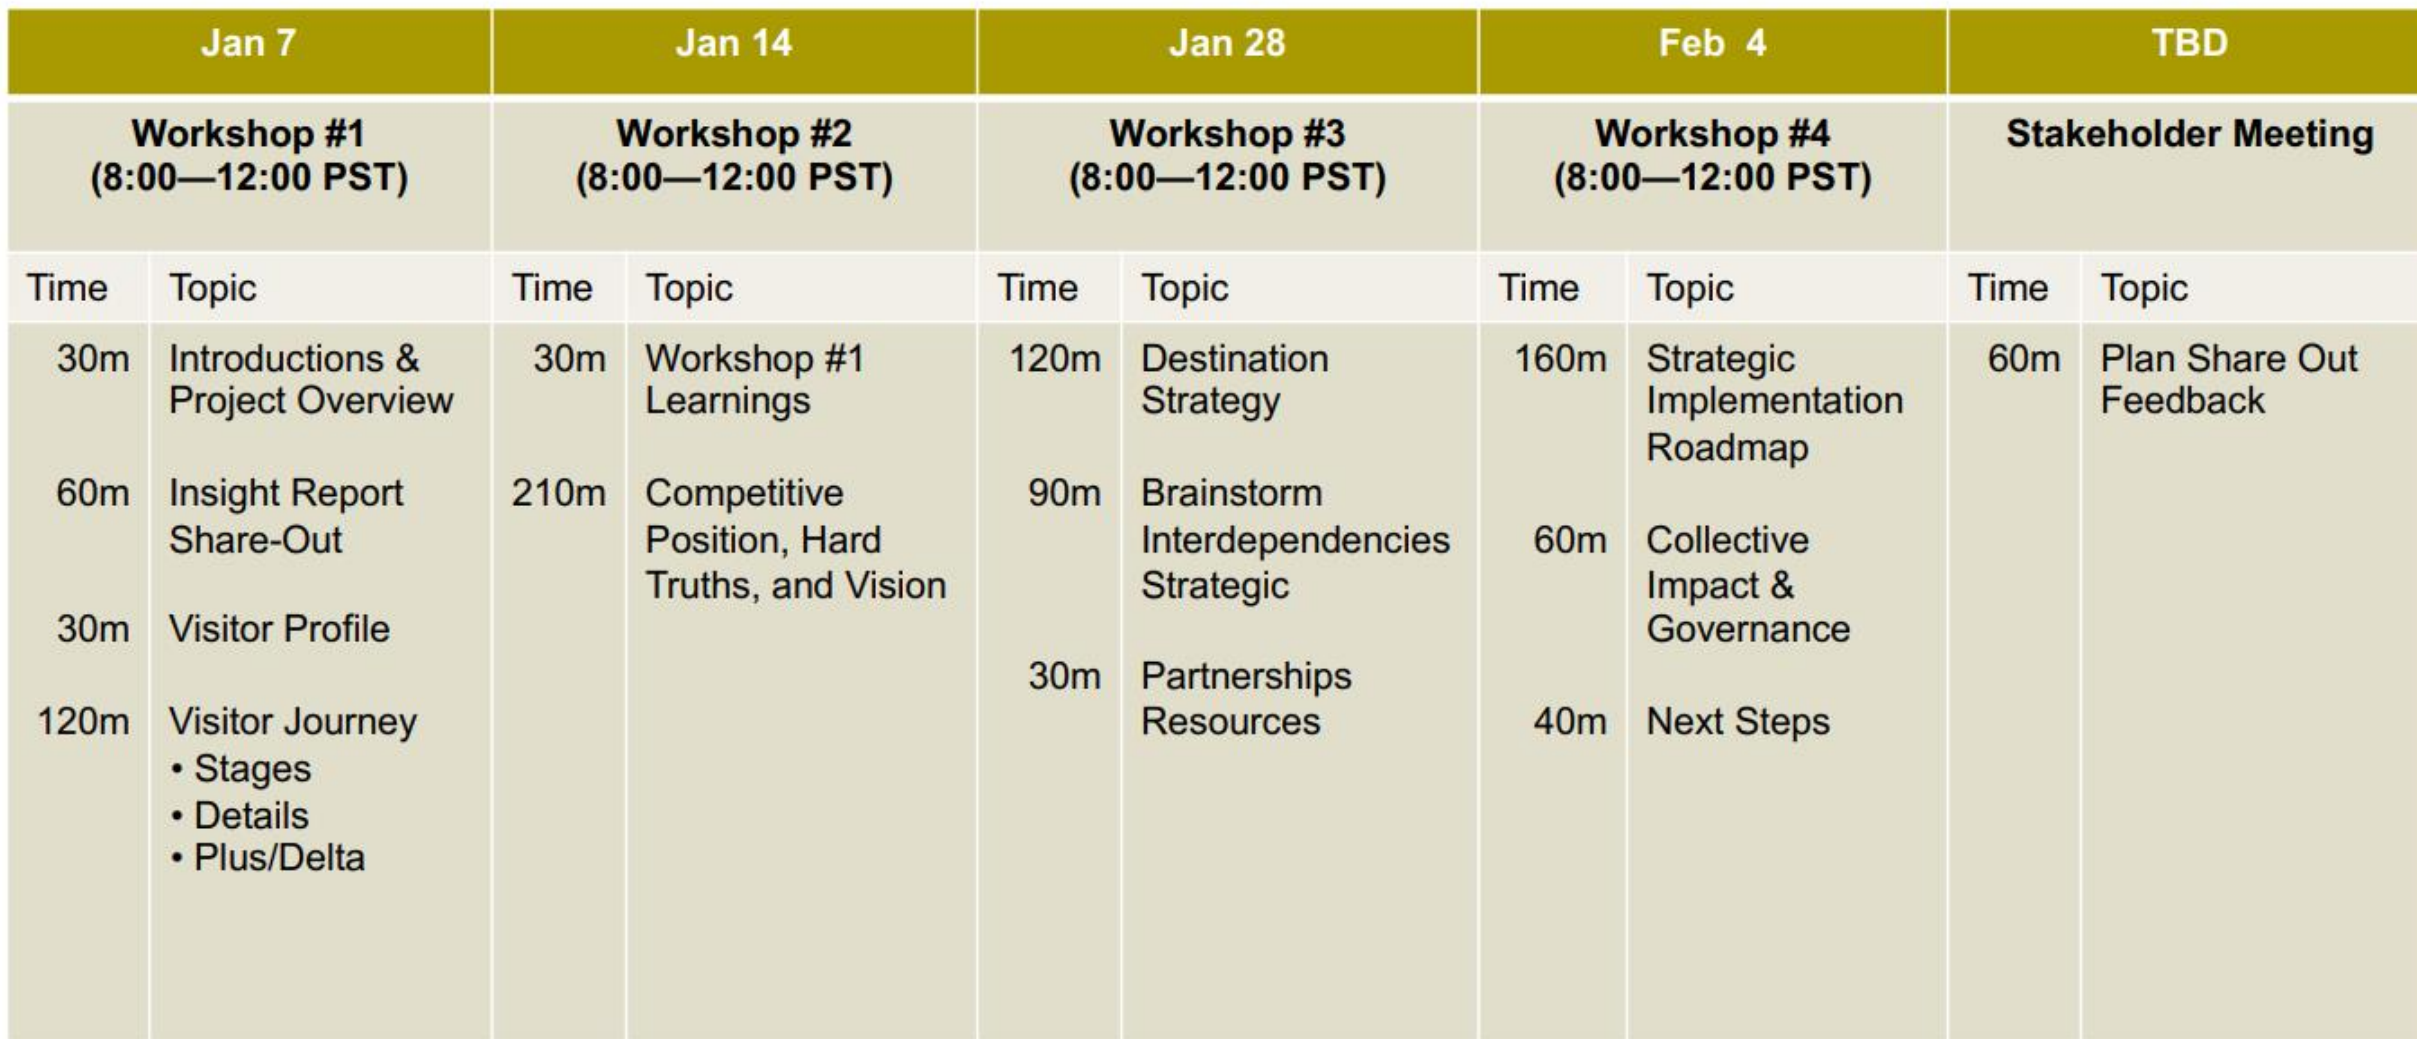 Jan 7
Jan 14
Jan 28
Feb 4
TBD
Workshop #1
(8:00—12:00 PST)
Workshop #2
(8:00—12:00 PST)
Workshop #3
(8:00—12:00 PST)
Workshop #4
(8:00—12:00 PST)
Stakeholder Meeting
Time Topic
Time Topic
Time Topic
Time Topic
Time Topic
30m Introductions &
Project Overview
60m Insight Report
Share-Out
30m Visitor Profile
120m Visitor Journey
• Stages
• Details
• Plus/Delta
30m Workshop #1
Learnings
210m Competitive
Position, Hard
Truths, and Vision
120m Destination
Strategy
90m Brainstorm
Interdependencies
Strategic
30m Partnerships
Resources
160m Strategic
Implementation
Roadmap
60m Collective
Impact &
Governance
40m Next Steps
60m Plan Share Out
Feedback